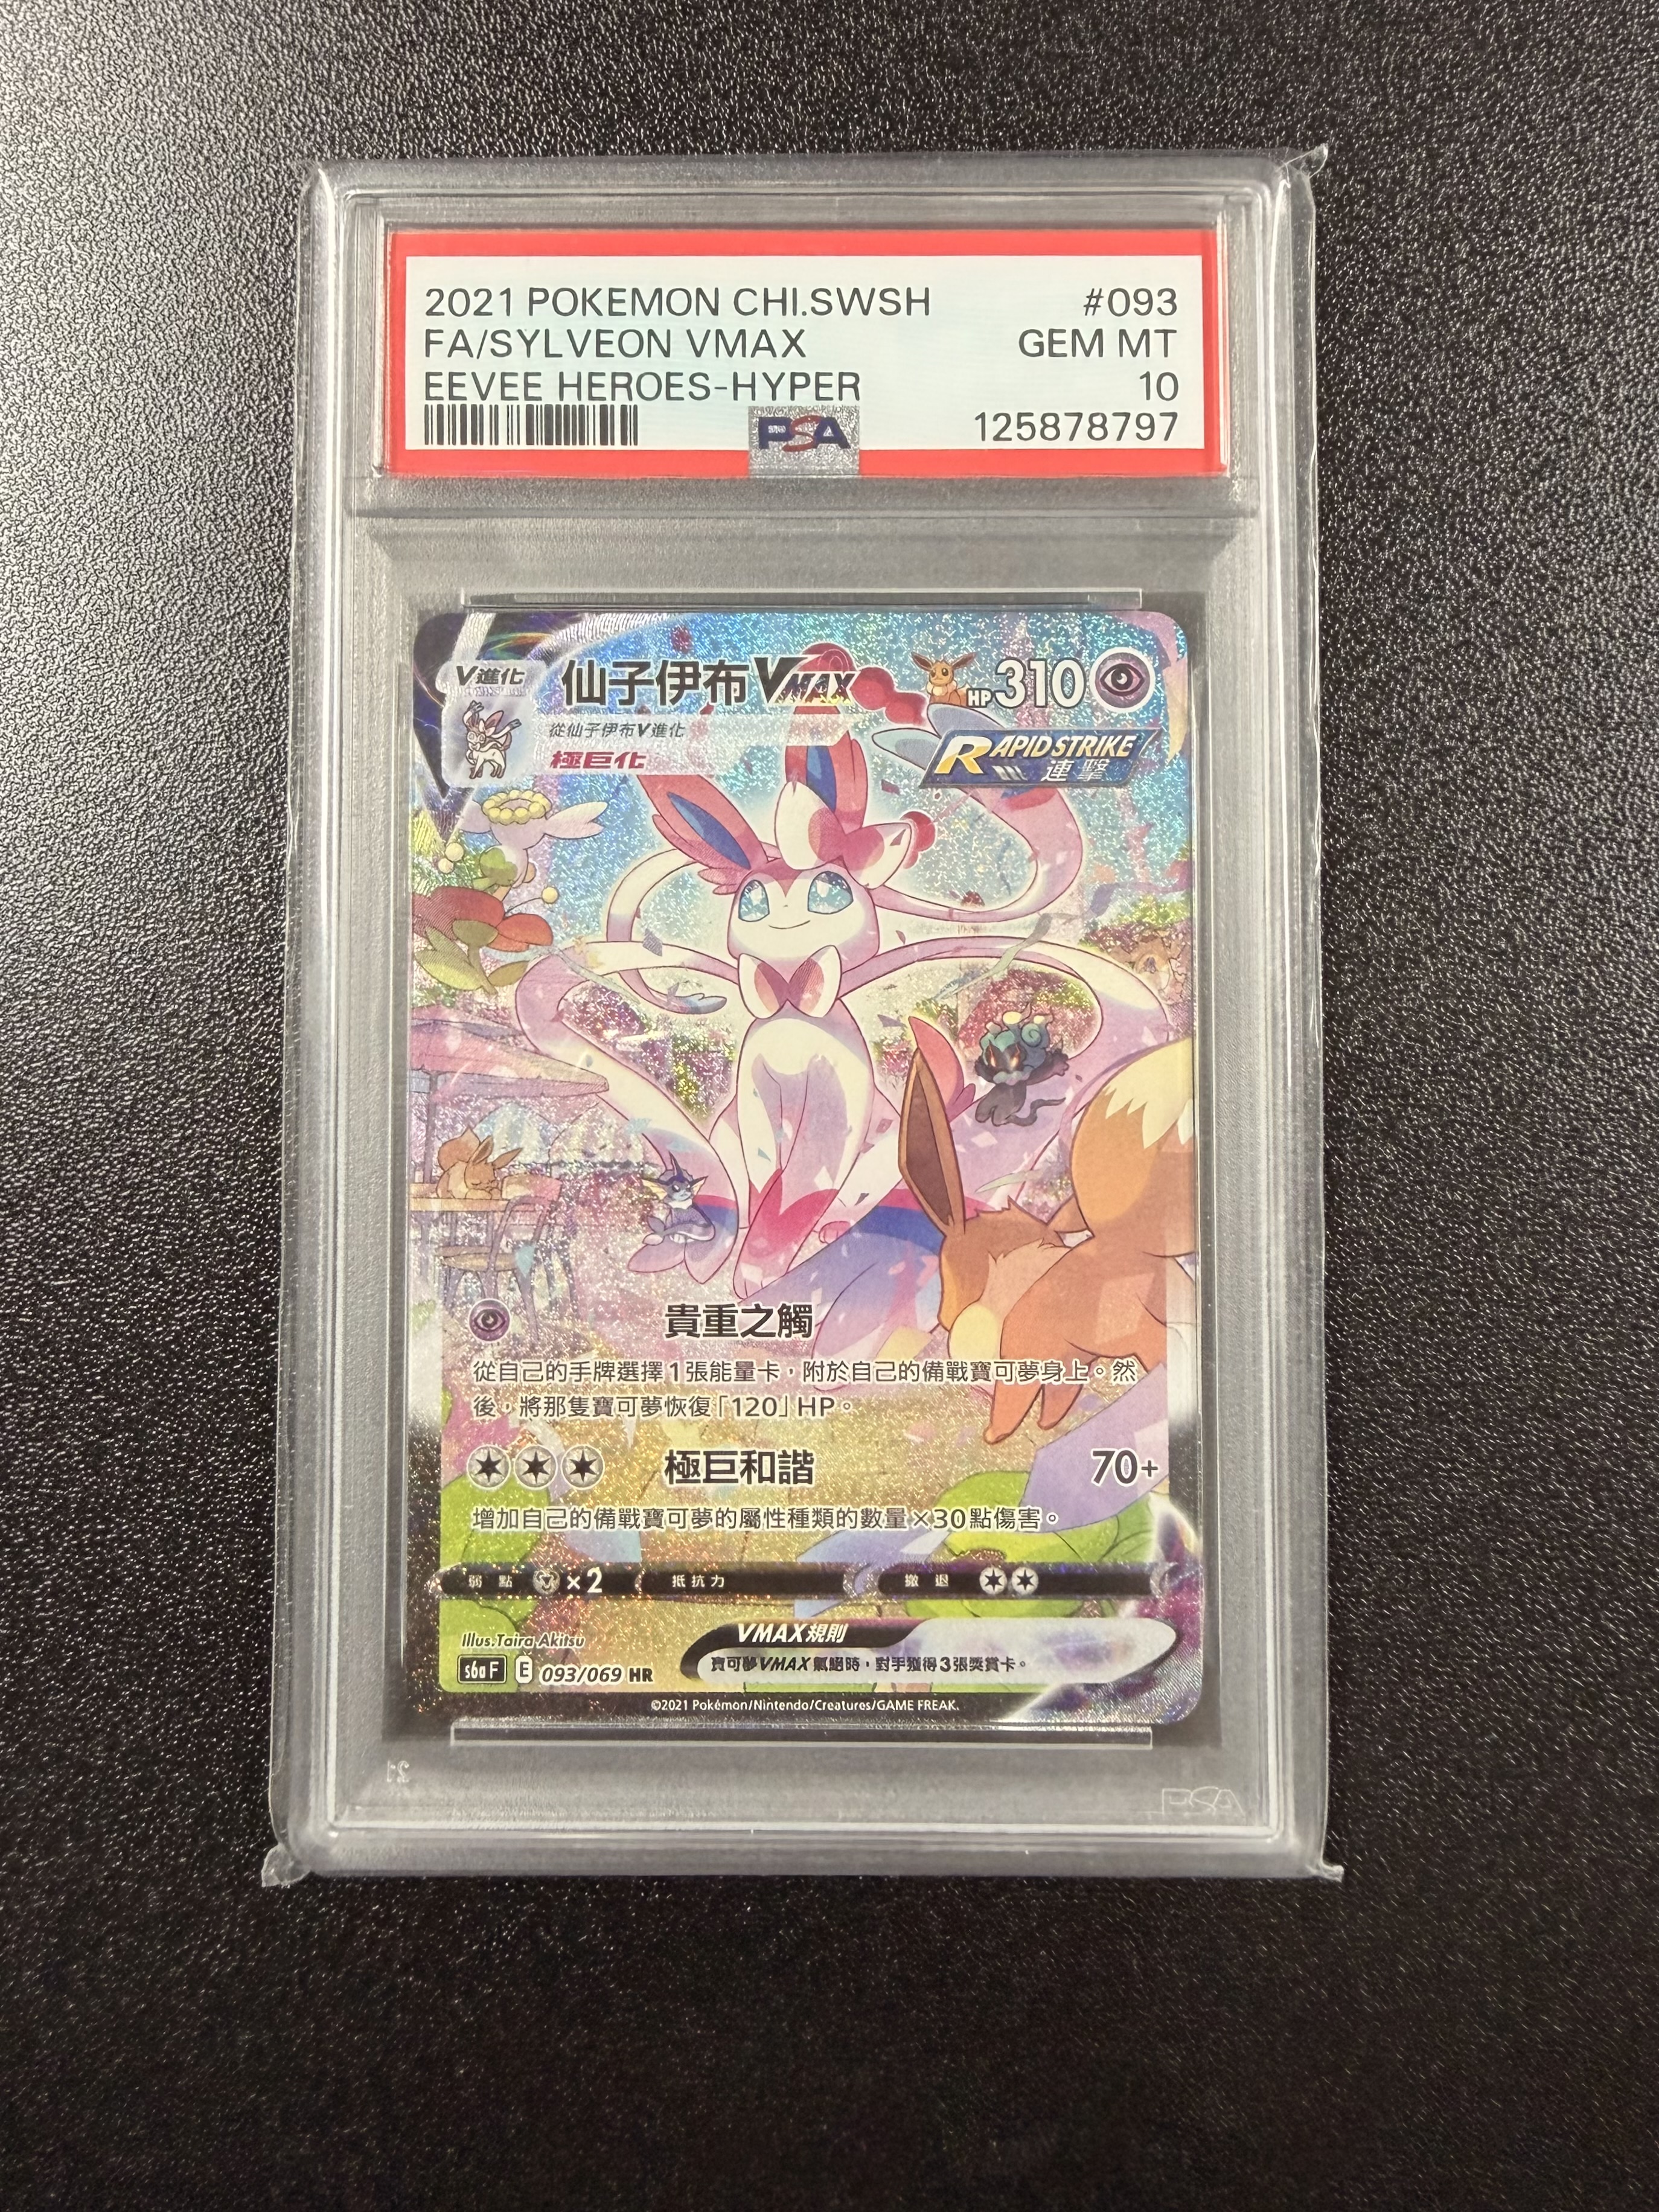 2021 POKEMON CHI.SWSH #093
FA/SYLVEON VMAX GEM MT
EEVEE HEROES-HYPER 10
PSA 125878797
V進化 仙子伊布VMAX HP310
從仙子伊布V進化
極巨化
RAPID STRIKE
連擊
貴重之觸
從自己的手牌選擇1張能量卡，附於自己的備戰寶可夢身上。然
後，將那隻寶可夢恢復「120」HP。
極巨和諧 70+
增加自己的備戰寶可夢的屬性種類的數量×30點傷害。
弱點 ×2 抵抗力 撤退
Illus.Taira Akitsu
VMAX規則
寶可夢VMAX氣絕時，對手獲得3張獎賞卡。
s6a F E 093/069 HR
©2021 Pokémon/Nintendo/Creatures/GAME FREAK.
PSA